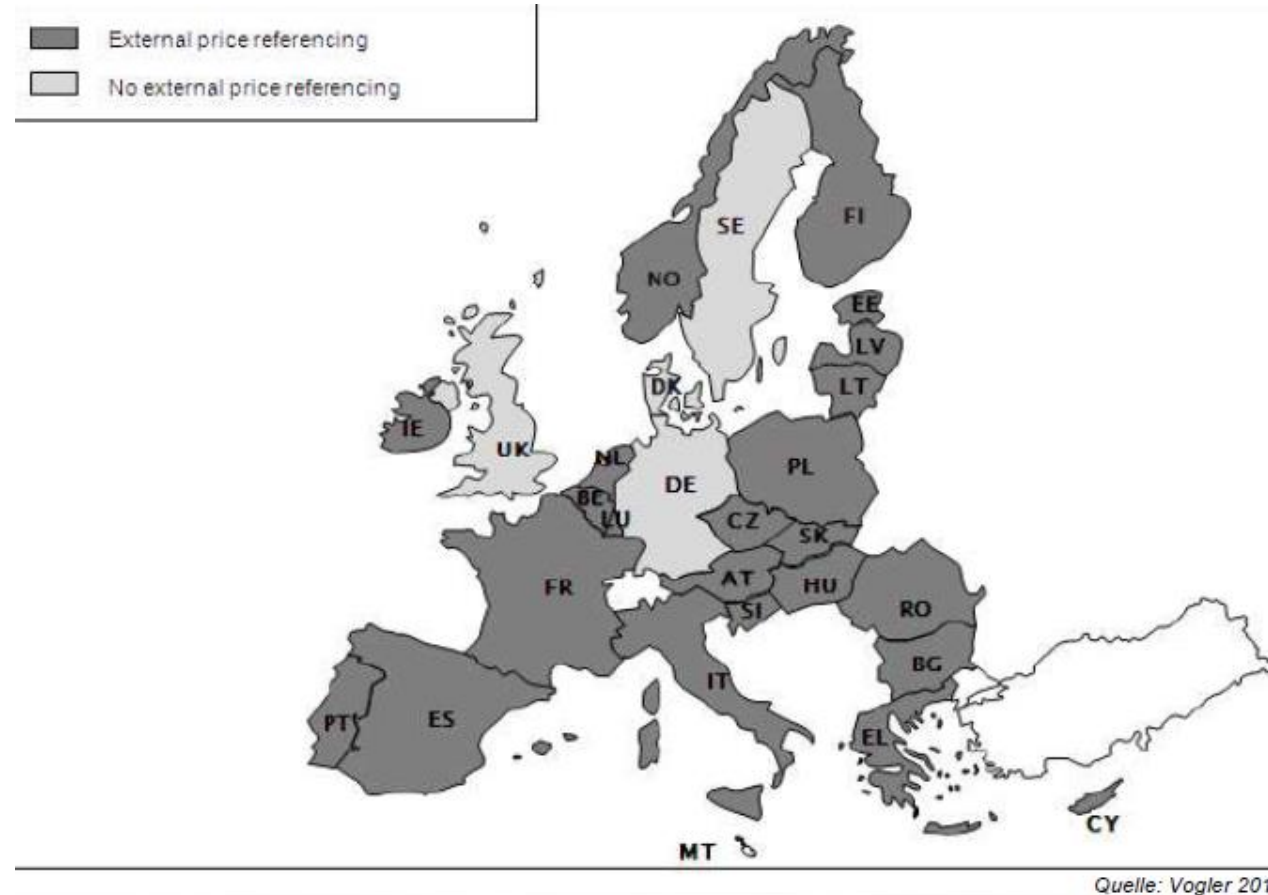 External price referencing
No external price referencing
SE
FI
NO
EE
LV
DK
LT
IE
UK
NL
PL
DE
BE
LU
CZ
SK
FR
AT
HU
SI
RO
BG
IT
PT
ES
EL
CY
MT
Quelle: Vogler 201